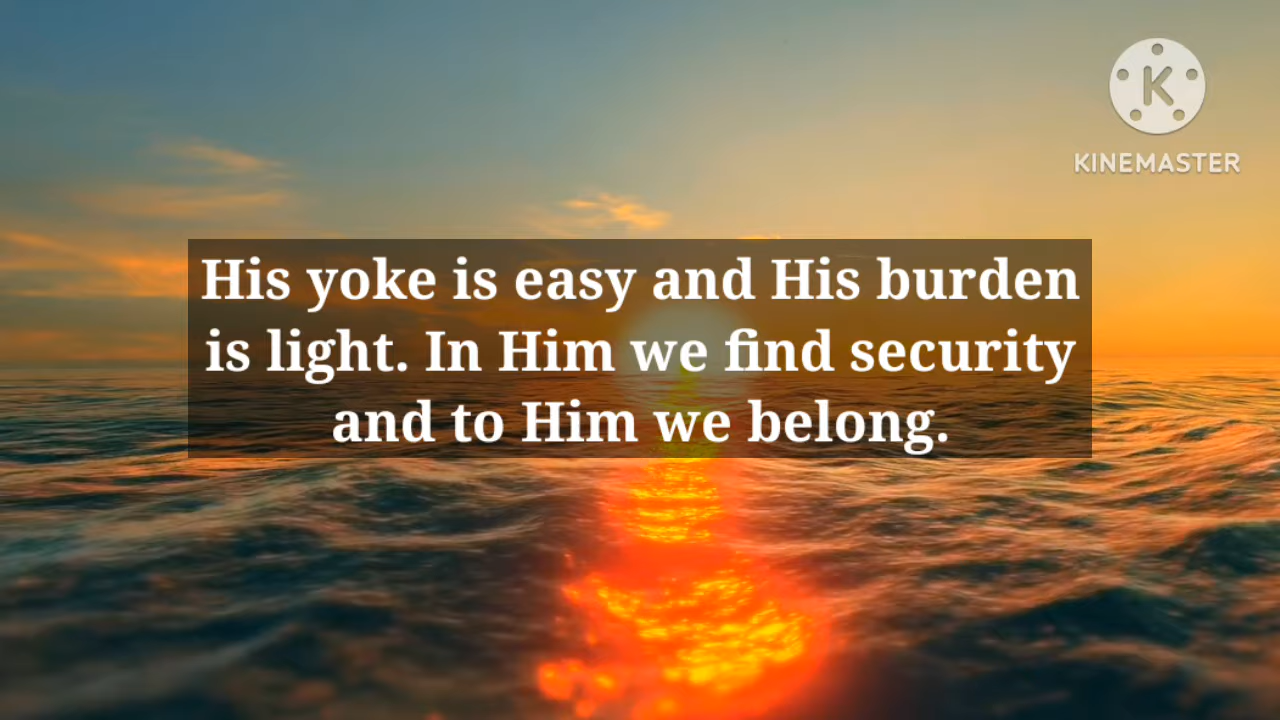 K
KINEMASTER
His yoke is easy and His burden
is light. In Him we find security
and to Him we belong.